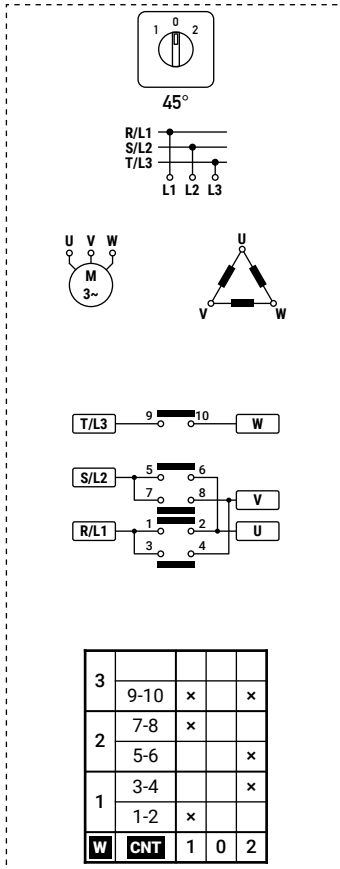 1 0 2
45°
R/L1
S/L2
T/L3
L1 L2 L3
U V W
M
3~
U
V W
T/L3 9 10 W
S/L2 5 6
7 8 V
R/L1 1 2 U
3 4
3
9-10 × ×
2 7-8 ×
5-6 ×
1 3-4 ×
1-2 ×
W CNT 1 0 2